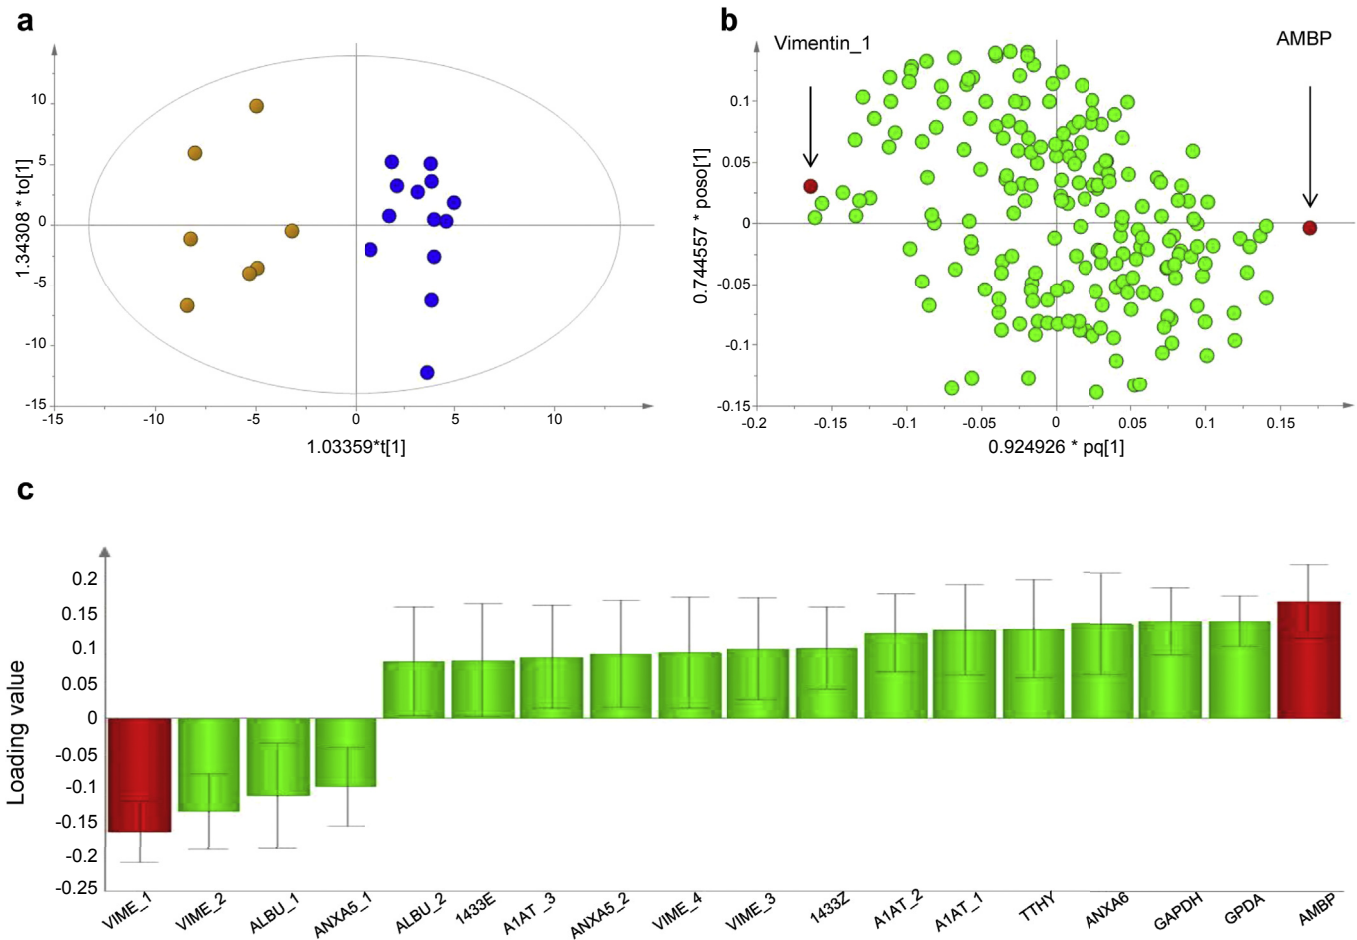 a
1.34308 * to[1]
10
5
0
-5
-10
-15
-15
-10
-5
0
5
10
1.03359*t[1]
b
Vimentin_1
AMBP
0.744557 * poso[1]
0.1
0.05
0
-0.05
-0.1
-0.15
-0.2
-0.1
-0.05
0
0.05
0.1
0.15
0.924926 * pq[1]
c
Loading value
0.2
0.15
0.1
0.05
0
-0.05
-0.1
-0.15
-0.2
-0.25
VIME_1
VIME_2
ALBU_1
ANXA5_1
ALBU_2
1433E
A1AT _3
ANXA5_2
VIME_4
VIME_3
1433Z
A1AT_2
A1AT_1
TTHY
ANXA6
GAPDH
GPDA
AMBP